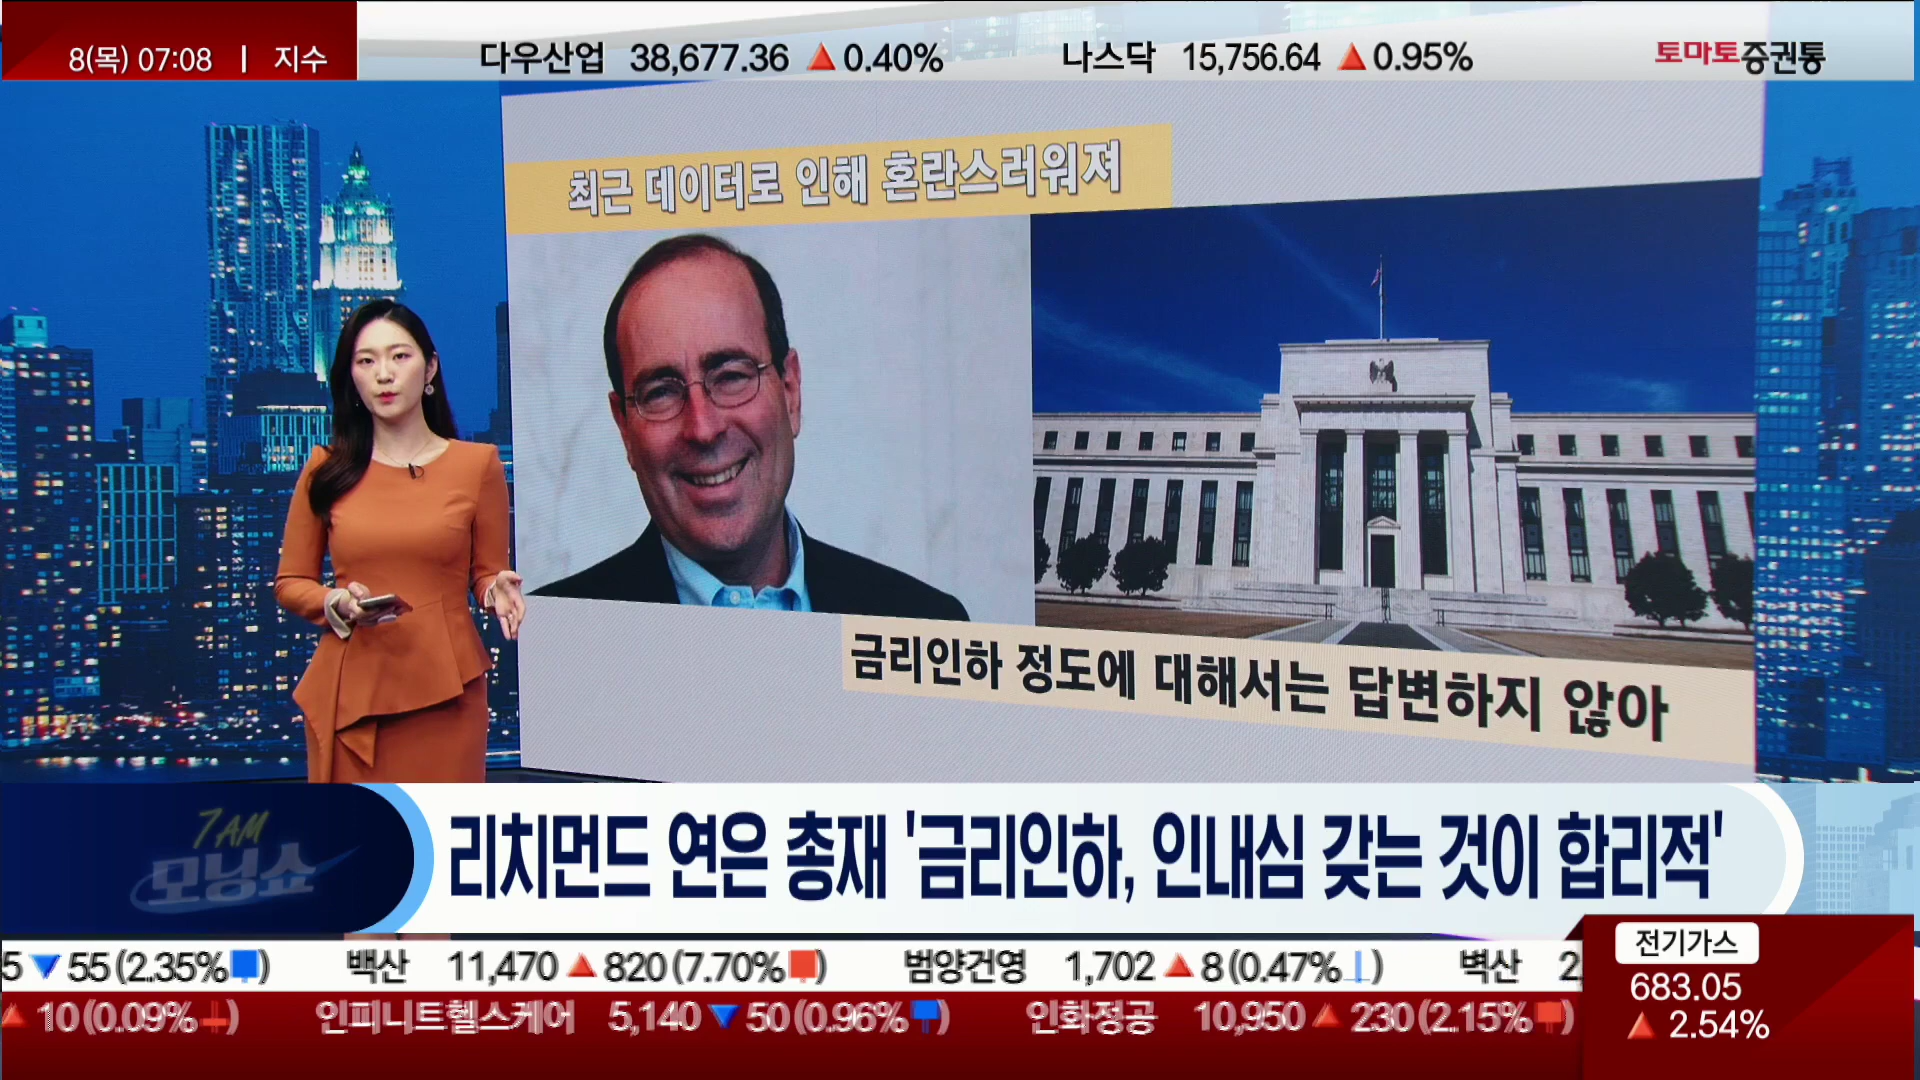 8(목) 07:08 | 지수
다우산업 38,677.36 ▲ 0.40% 나스닥 15,756.64 ▲ 0.95%
토마토증권통
최근 데이터로 인해 혼란스러워져
금리인하 정도에 대해서는 답변하지 않아
7 AM
모닝쇼
리치먼드 연은 총재 '금리인하, 인내심 갖는 것이 합리적'
5 ▼ 55(2.35%) 백산 11,470 ▲ 820(7.70%) 범양건영 1,702 ▲ 8(0.47%) 벽산 2
▲ 10(0.09%) 인피니트헬스케어 5,140 ▼ 50(0.96%) 인화정공 10,950 ▲ 230(2.15%)
전기가스
683.05
▲ 2.54%